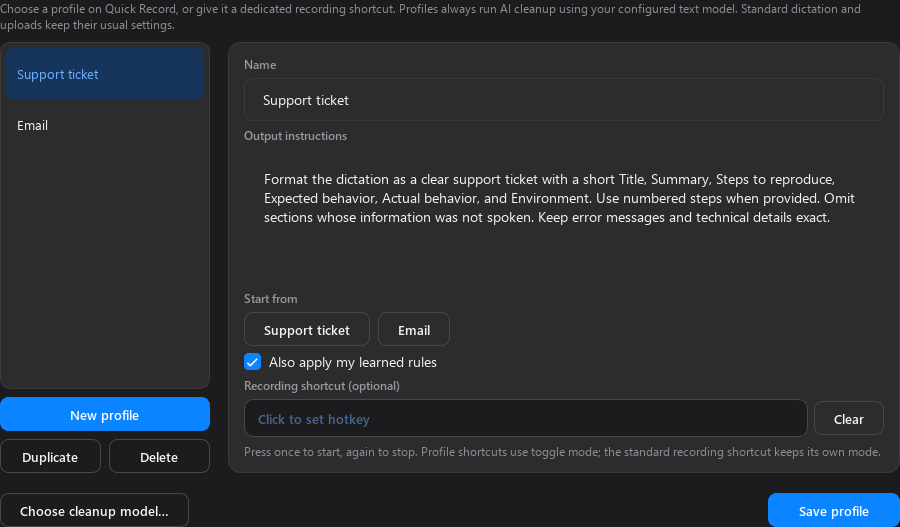 Choose a profile on Quick Record, or give it a dedicated recording shortcut. Profiles always run AI cleanup using your configured text model. Standard dictation and
uploads keep their usual settings.
Support ticket
Email
New profile
Duplicate
Delete
Choose cleanup model...
Name
Support ticket
Output instructions
Format the dictation as a clear support ticket with a short Title, Summary, Steps to reproduce,
Expected behavior, Actual behavior, and Environment. Use numbered steps when provided. Omit
sections whose information was not spoken. Keep error messages and technical details exact.
Start from
Support ticket
Email
Also apply my learned rules
Recording shortcut (optional)
Click to set hotkey
Clear
Press once to start, again to stop. Profile shortcuts use toggle mode; the standard recording shortcut keeps its own mode.
Save profile